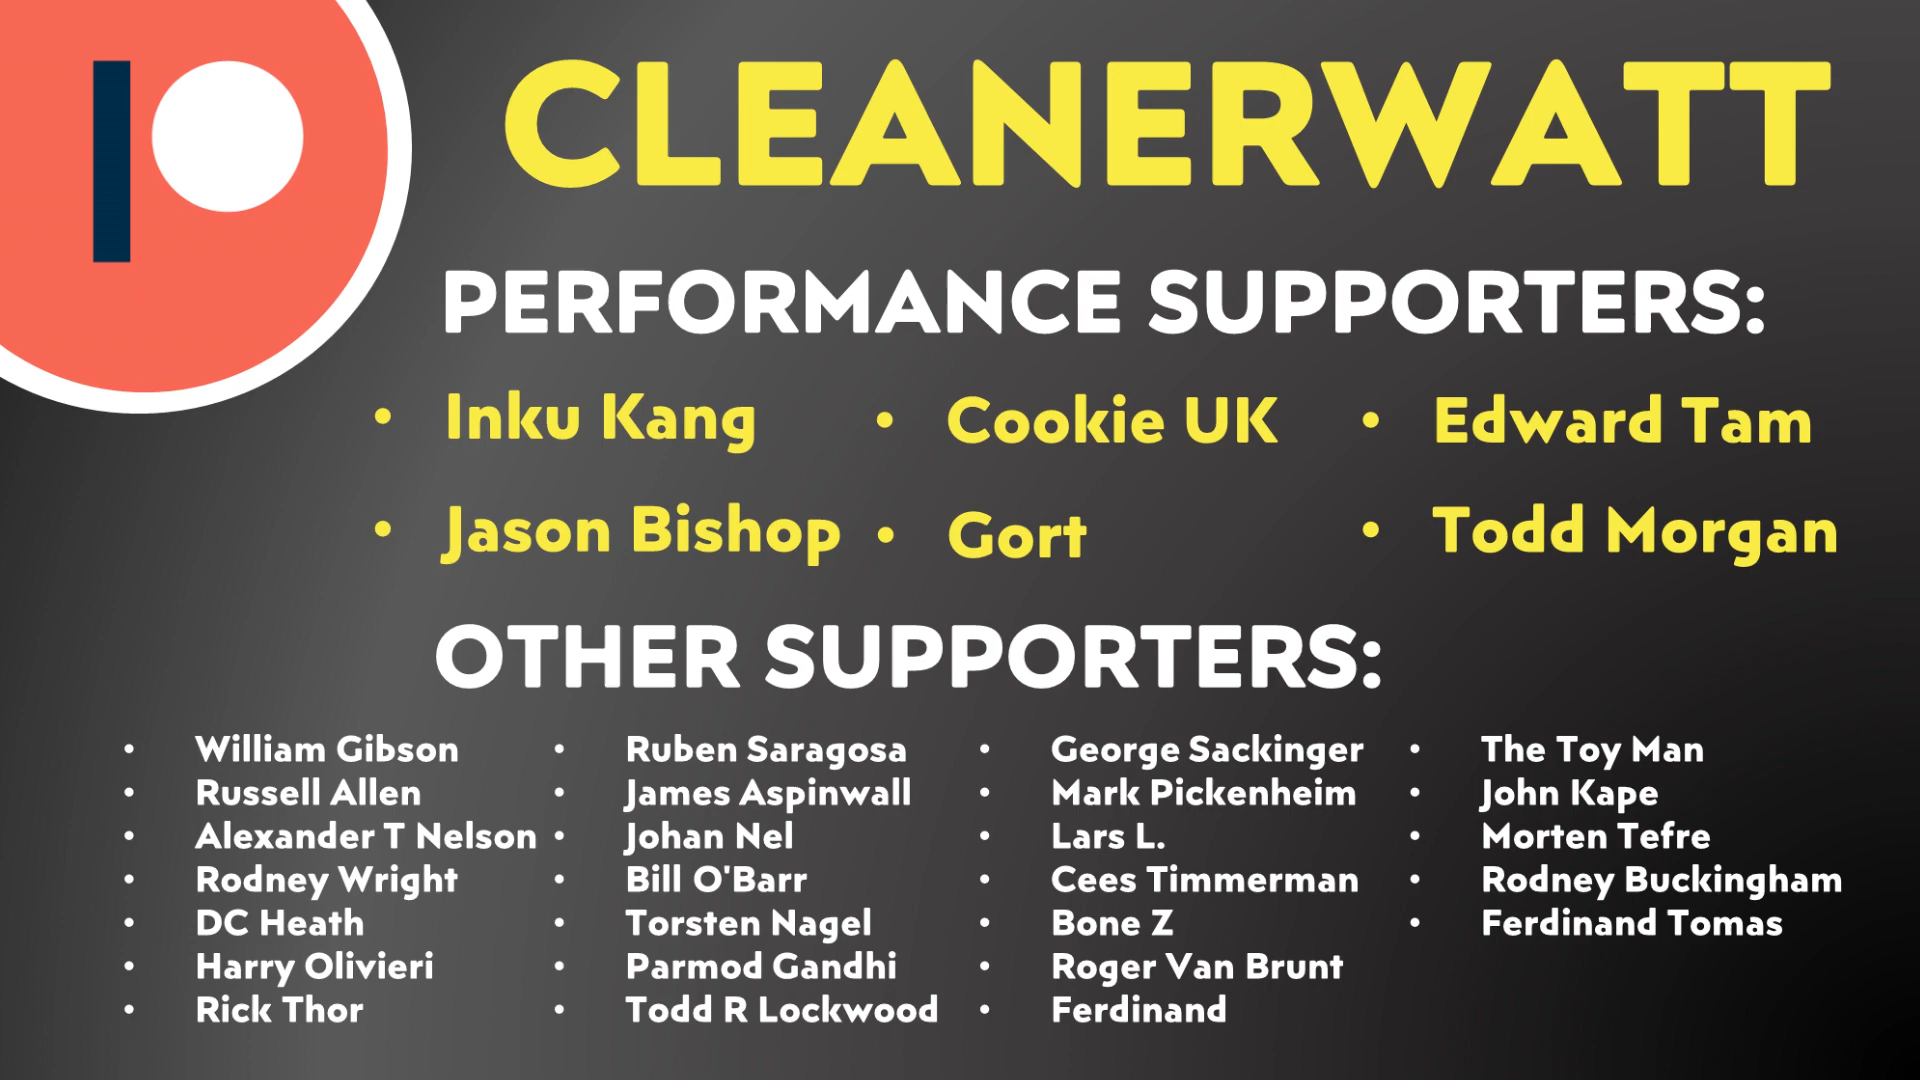 CLEANERWATT
PERFORMANCE SUPPORTERS:
• Inku Kang
• Cookie UK
• Edward Tam
• Jason Bishop
• Gort
• Todd Morgan
OTHER SUPPORTERS:
• William Gibson
• Russell Allen
• Alexander T Nelson
• Rodney Wright
• DC Heath
• Harry Olivieri
• Rick Thor
• Ruben Saragosa
• James Aspinwall
• Johan Nel
• Bill O'Barr
• Torsten Nagel
• Parmod Gandhi
• Todd R Lockwood
• George Sackinger
• Mark Pickenheim
• Lars L.
• Cees Timmerman
• Bone Z
• Roger Van Brunt
• Ferdinand
• The Toy Man
• John Kape
• Morten Tefre
• Rodney Buckingham
• Ferdinand Tomas